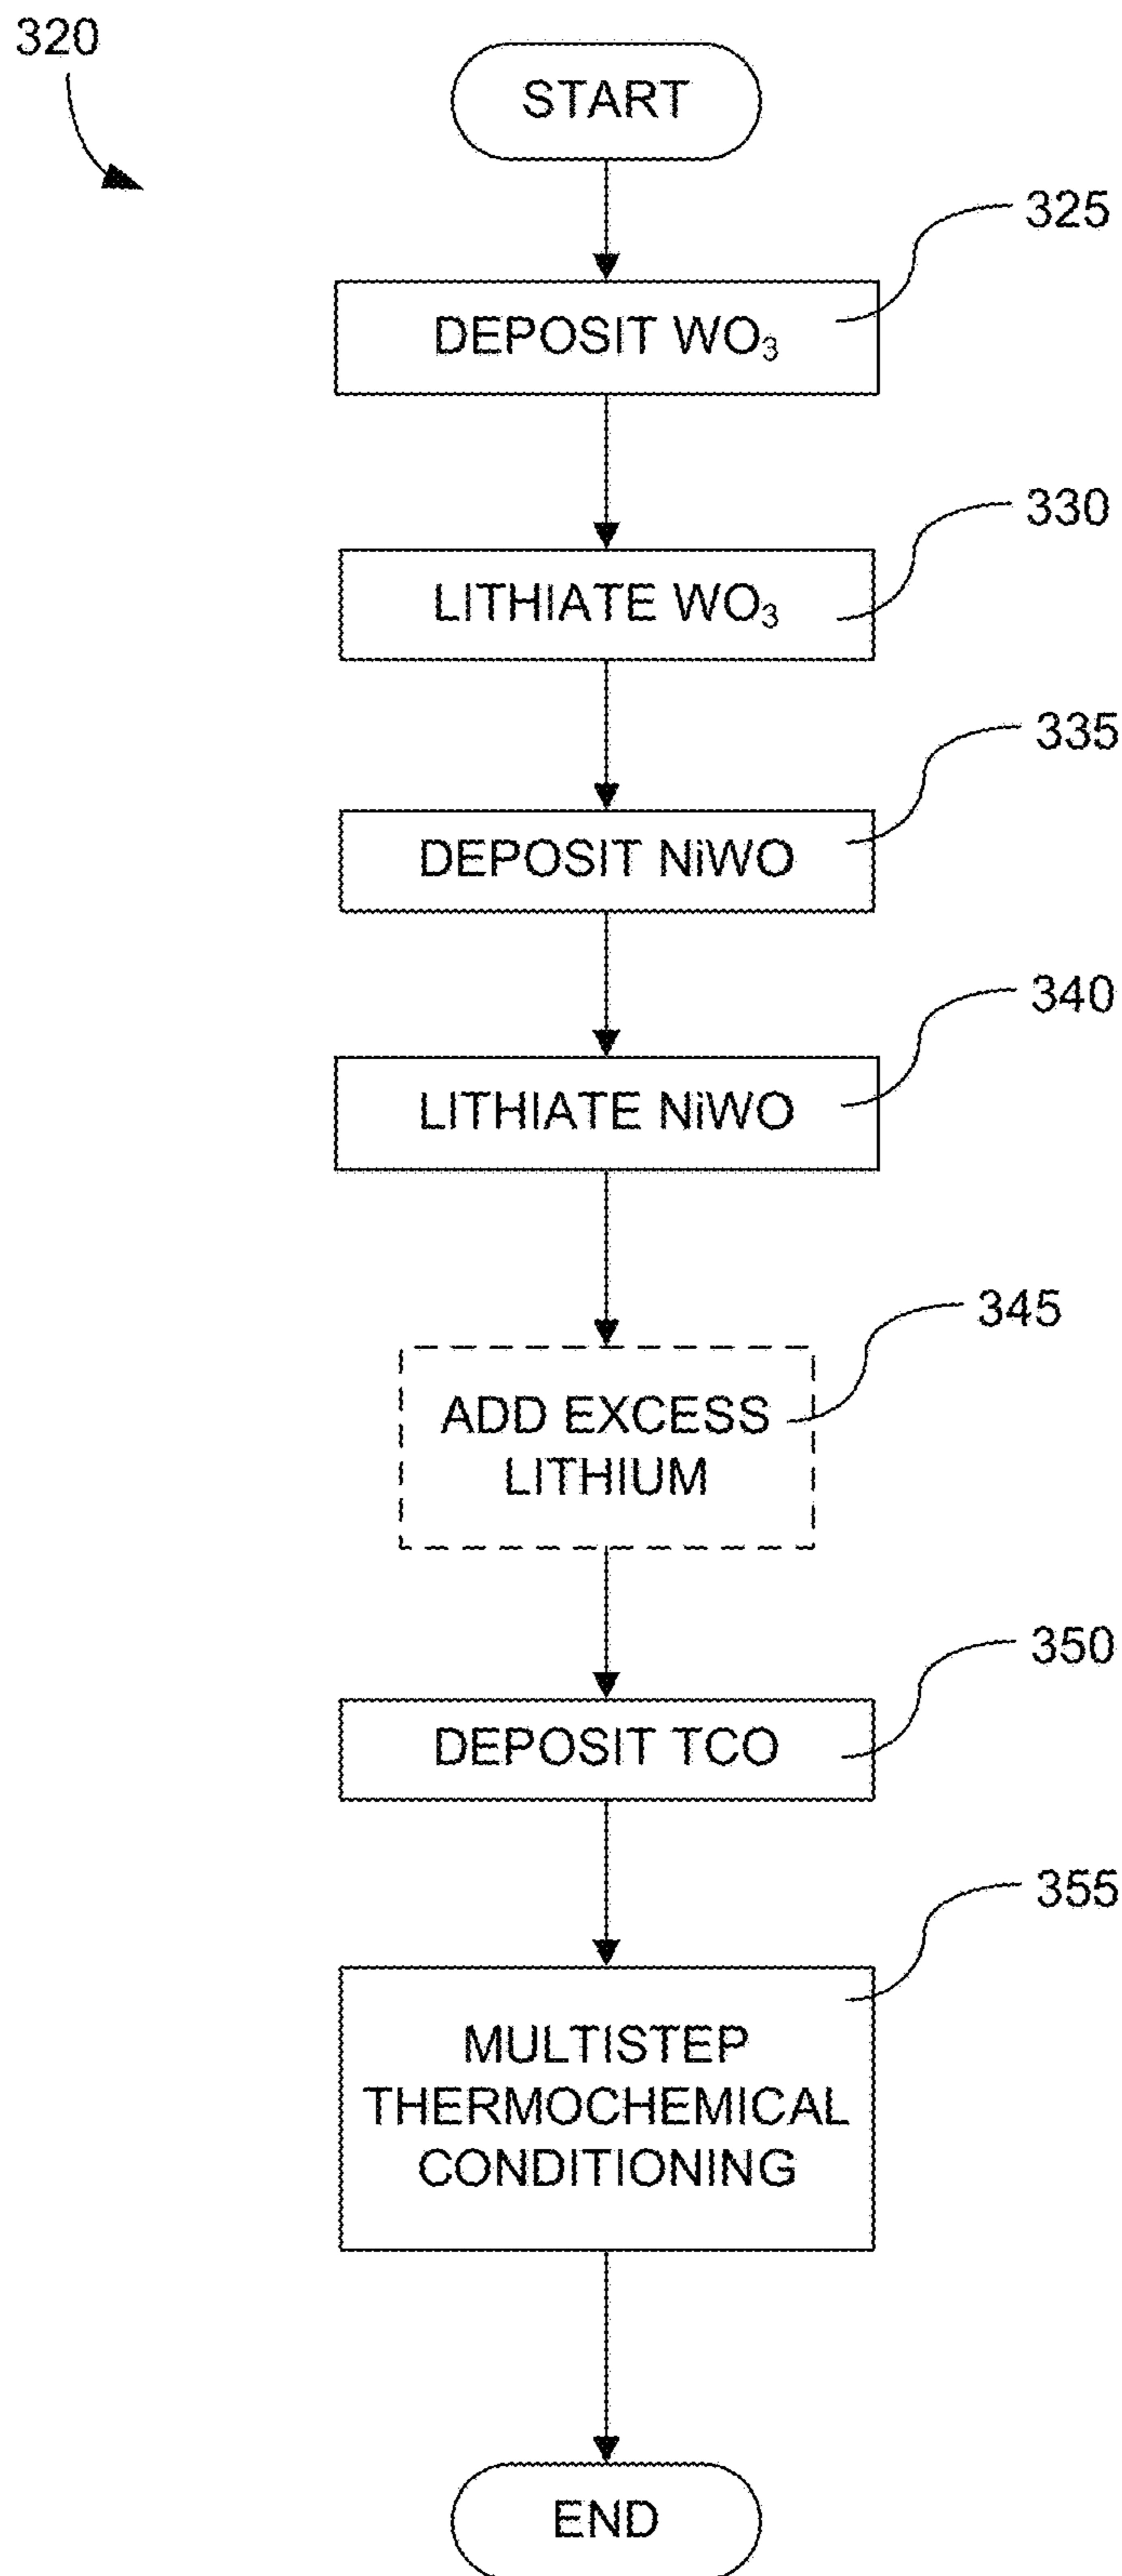 320
START
325
DEPOSIT WO₃
330
LITHIATE WO₃
335
DEPOSIT NiWO
340
LITHIATE NiWO
345
ADD EXCESS
LITHIUM
350
DEPOSIT TCO
355
MULTISTEP
THERMOCHEMICAL
CONDITIONING
END